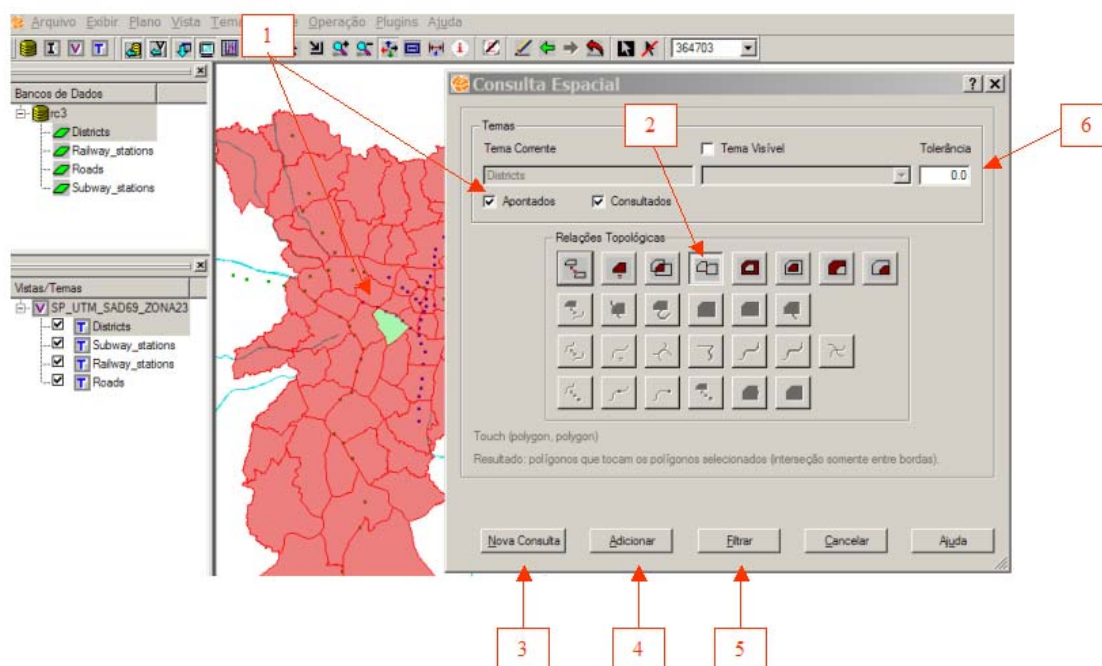 Arquivo Exibir Plano Vista Operação Plugins Ajuda
364703
Bancos de Dados
rc3
Districts
Railway_stations
Roads
Subway_stations
Vistas/Temas
SP_UTM_SAD69_ZONA23
Districts
Subway_stations
Railway_stations
Roads
1
Consulta Espacial
2
6
Temas
Tema Corrente Tema Visível Tolerância
Districts 0.0
Apontados Consultados
Relações Topológicas
Touch (polygon, polygon)
Resultado: polígonos que tocam os polígonos selecionados (interseção somente entre bordas).
Nova Consulta Adicionar Filtrar Cancelar Ajuda
3 4 5